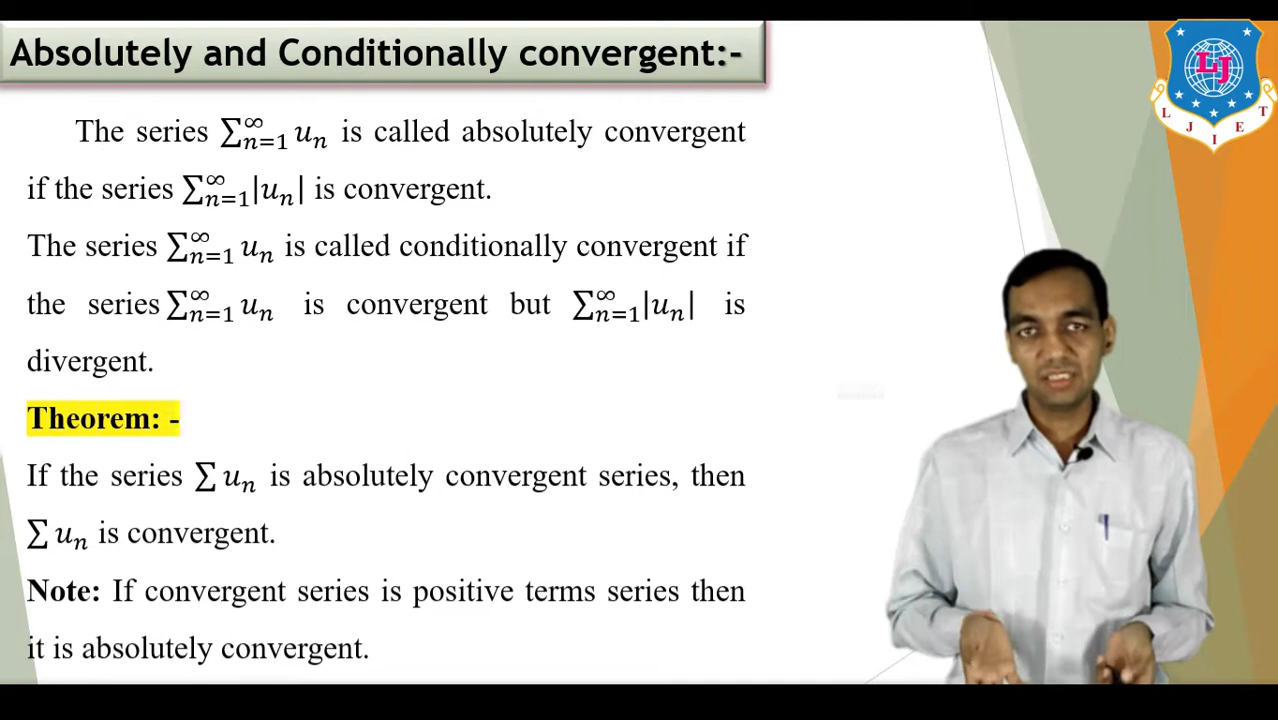 Absolutely and Conditionally convergent:-
The series ∑_{n=1}^{∞} u_n is called absolutely convergent
if the series ∑_{n=1}^{∞} |u_n| is convergent.
The series ∑_{n=1}^{∞} u_n is called conditionally convergent if
the series ∑_{n=1}^{∞} u_n is convergent but ∑_{n=1}^{∞} |u_n| is
divergent.
Theorem: -
If the series ∑ u_n is absolutely convergent series, then
∑ u_n is convergent.
Note: If convergent series is positive terms series then
it is absolutely convergent.
LJ
L J I E T